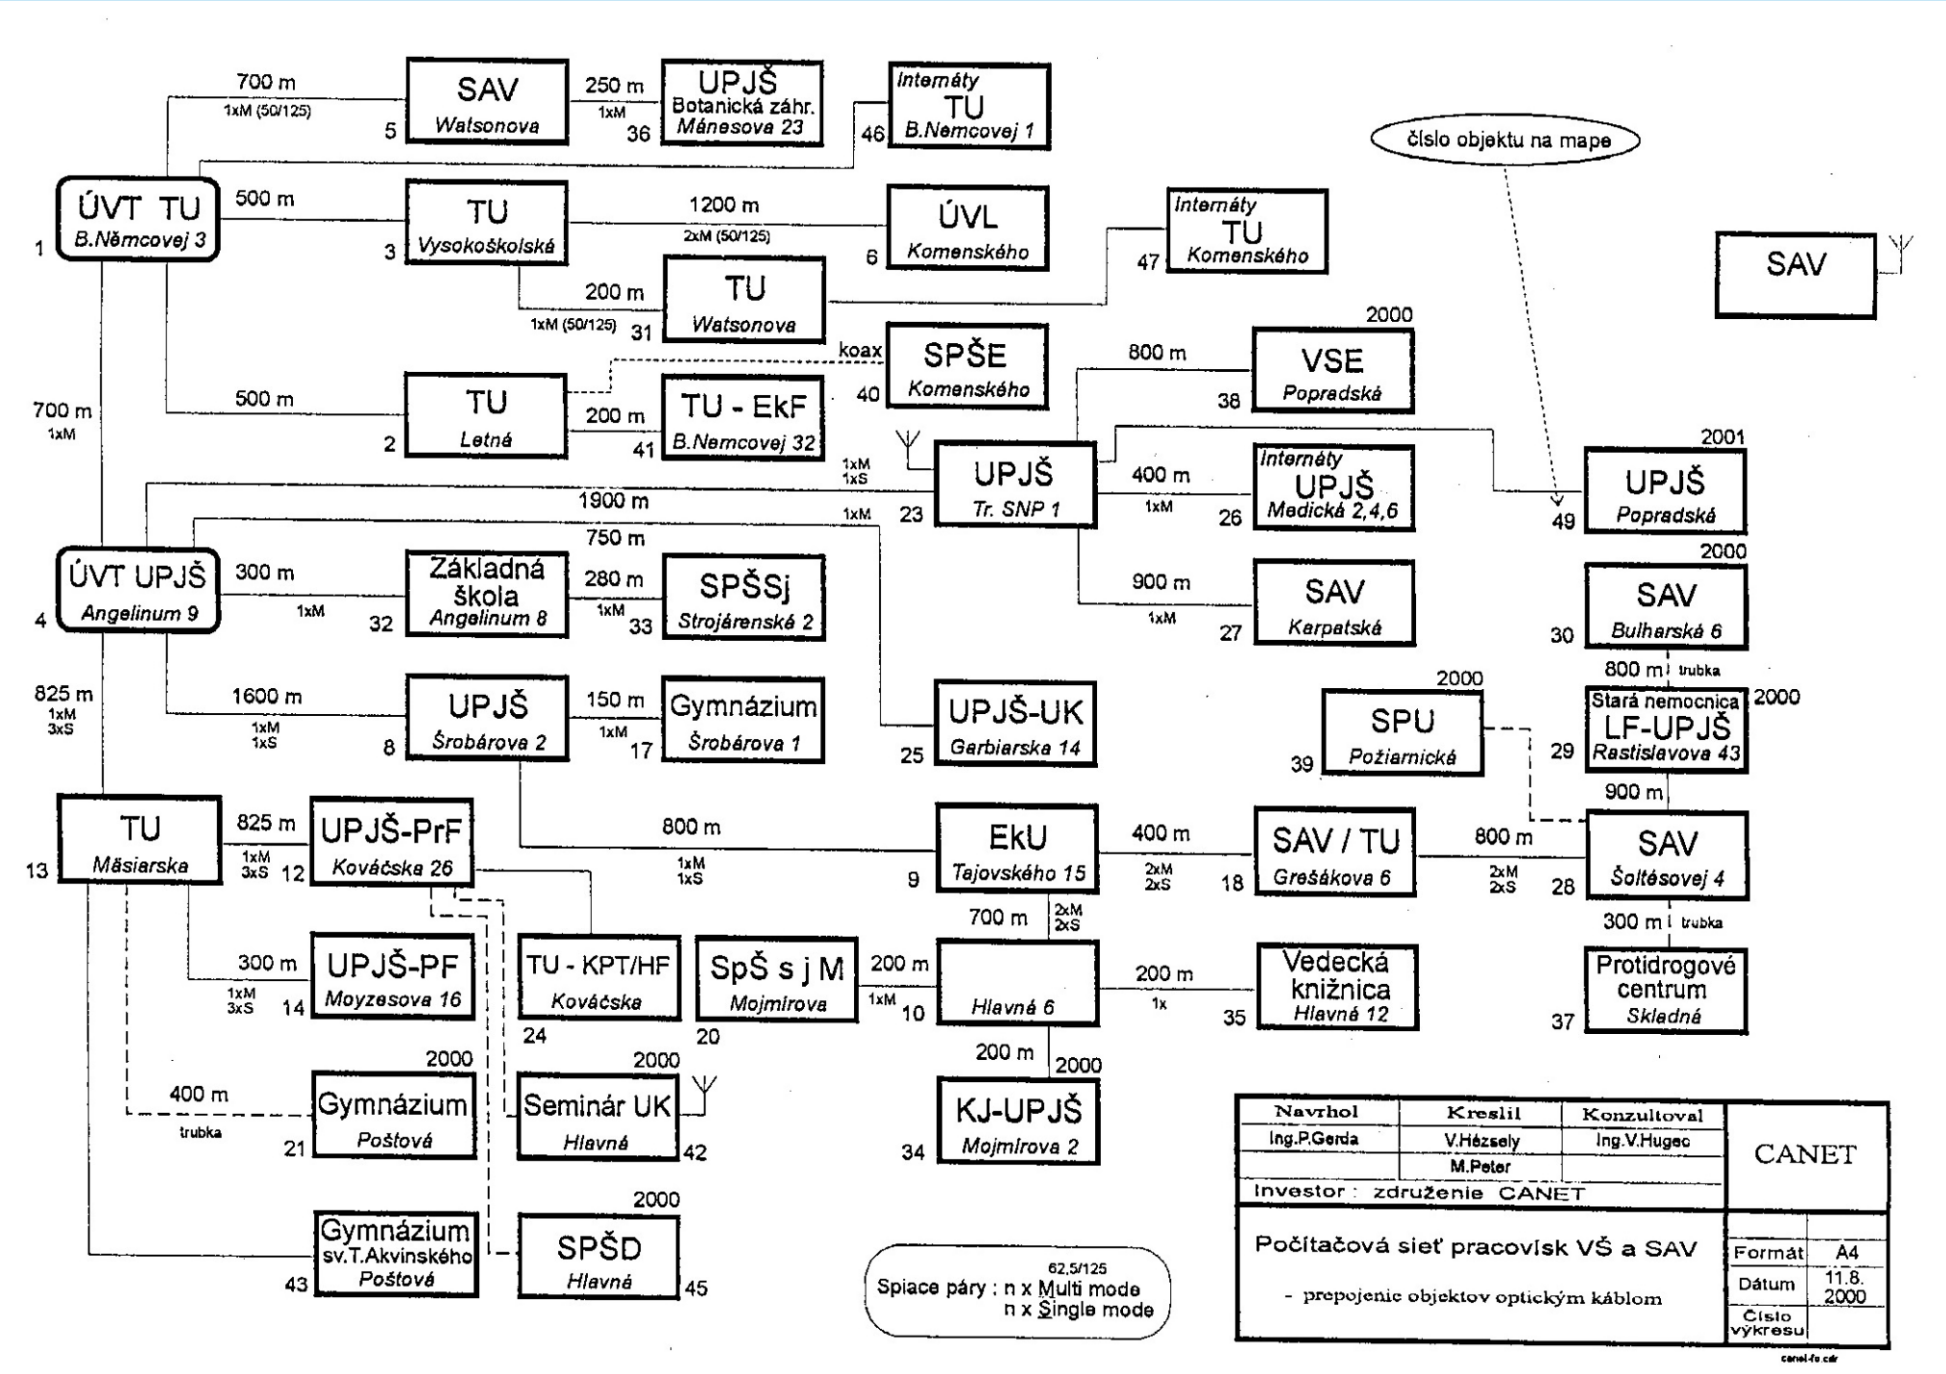 700 m
1xM (50/125)
5
SAV
Watsonova
250 m
1xM
36
UPJŠ
Botanická záhr.
Mánesova 23
46
Internáty
TU
B.Nemcovej 1
číslo objektu na mape
1
ÚVT TU
B.Němcovej 3
500 m
3
TU
Vysokoškolská
1200 m
2xM (50/125)
6
ÚVL
Komenského
47
Internáty
TU
Komenského
SAV
200 m
1xM (50/125)
31
TU
Watsonova
koax
40
SPŠE
Komenského
2000
800 m
38
VSE
Popradská
700 m
1xM
500 m
2
TU
Letná
200 m
41
TU - EkF
B.Nemcovej 32
1xM
1xS
1900 m
23
UPJŠ
Tr. SNP 1
400 m
1xM
26
Internáty
UPJŠ
Medická 2,4,6
2001
49
UPJŠ
Popradská
1xM
750 m
4
ÚVT UPJŠ
Angelinum 9
300 m
1xM
32
Základná
škola
Angelinum 8
280 m
1xM
33
SPŠSj
Strojárenská 2
900 m
1xM
27
SAV
Karpatská
2000
30
SAV
Bulharská 6
800 m
trubka
825 m
1xM
3xS
1600 m
1xM
1xS
8
UPJŠ
Šrobárova 2
150 m
1xM
17
Gymnázium
Šrobárova 1
25
UPJŠ-UK
Garbiarska 14
2000
39
SPU
Požiarnická
2000
29
Stará nemocnica
LF-UPJŠ
Rastislavova 43
900 m
13
TU
Mäsiarska
825 m
1xM
3xS
12
UPJŠ-PrF
Kováčska 26
800 m
1xM
1xS
9
EkU
Tajovského 15
400 m
2xM
2xS
18
SAV / TU
Grešákova 6
800 m
2xM
2xS
28
SAV
Šoltésovej 4
700 m
2xM
2xS
300 m
trubka
300 m
1xM
3xS
14
UPJŠ-PF
Moyzesova 16
24
TU - KPT/HF
Kováčska
20
SpŠ s j M
Mojmírova
200 m
1xM
10
Hlavná 6
200 m
1x
35
Vedecká
knižnica
Hlavná 12
37
Protidrogové
centrum
Skladná
200 m
2000
34
KJ-UPJŠ
Mojmírova 2
400 m
trubka
2000
21
Gymnázium
Poštová
2000
42
Seminár UK
Hlavná
43
Gymnázium
sv.T.Akvinského
Poštová
2000
45
SPŠD
Hlavná
62,5/125
Spiace páry : n x Multi mode
n x Single mode
Navrhol Kreslil Konzultoval
Ing.P.Gerda V.Hézsely Ing.V.Hugec
M.Peter
Investor : združenie CANET
CANET
Počítačová sieť pracovísk VŠ a SAV
- prepojenie objektov optickým káblom
Formát A4
Dátum 11.8.
2000
Číslo
výkresu
canet-fo.cdr